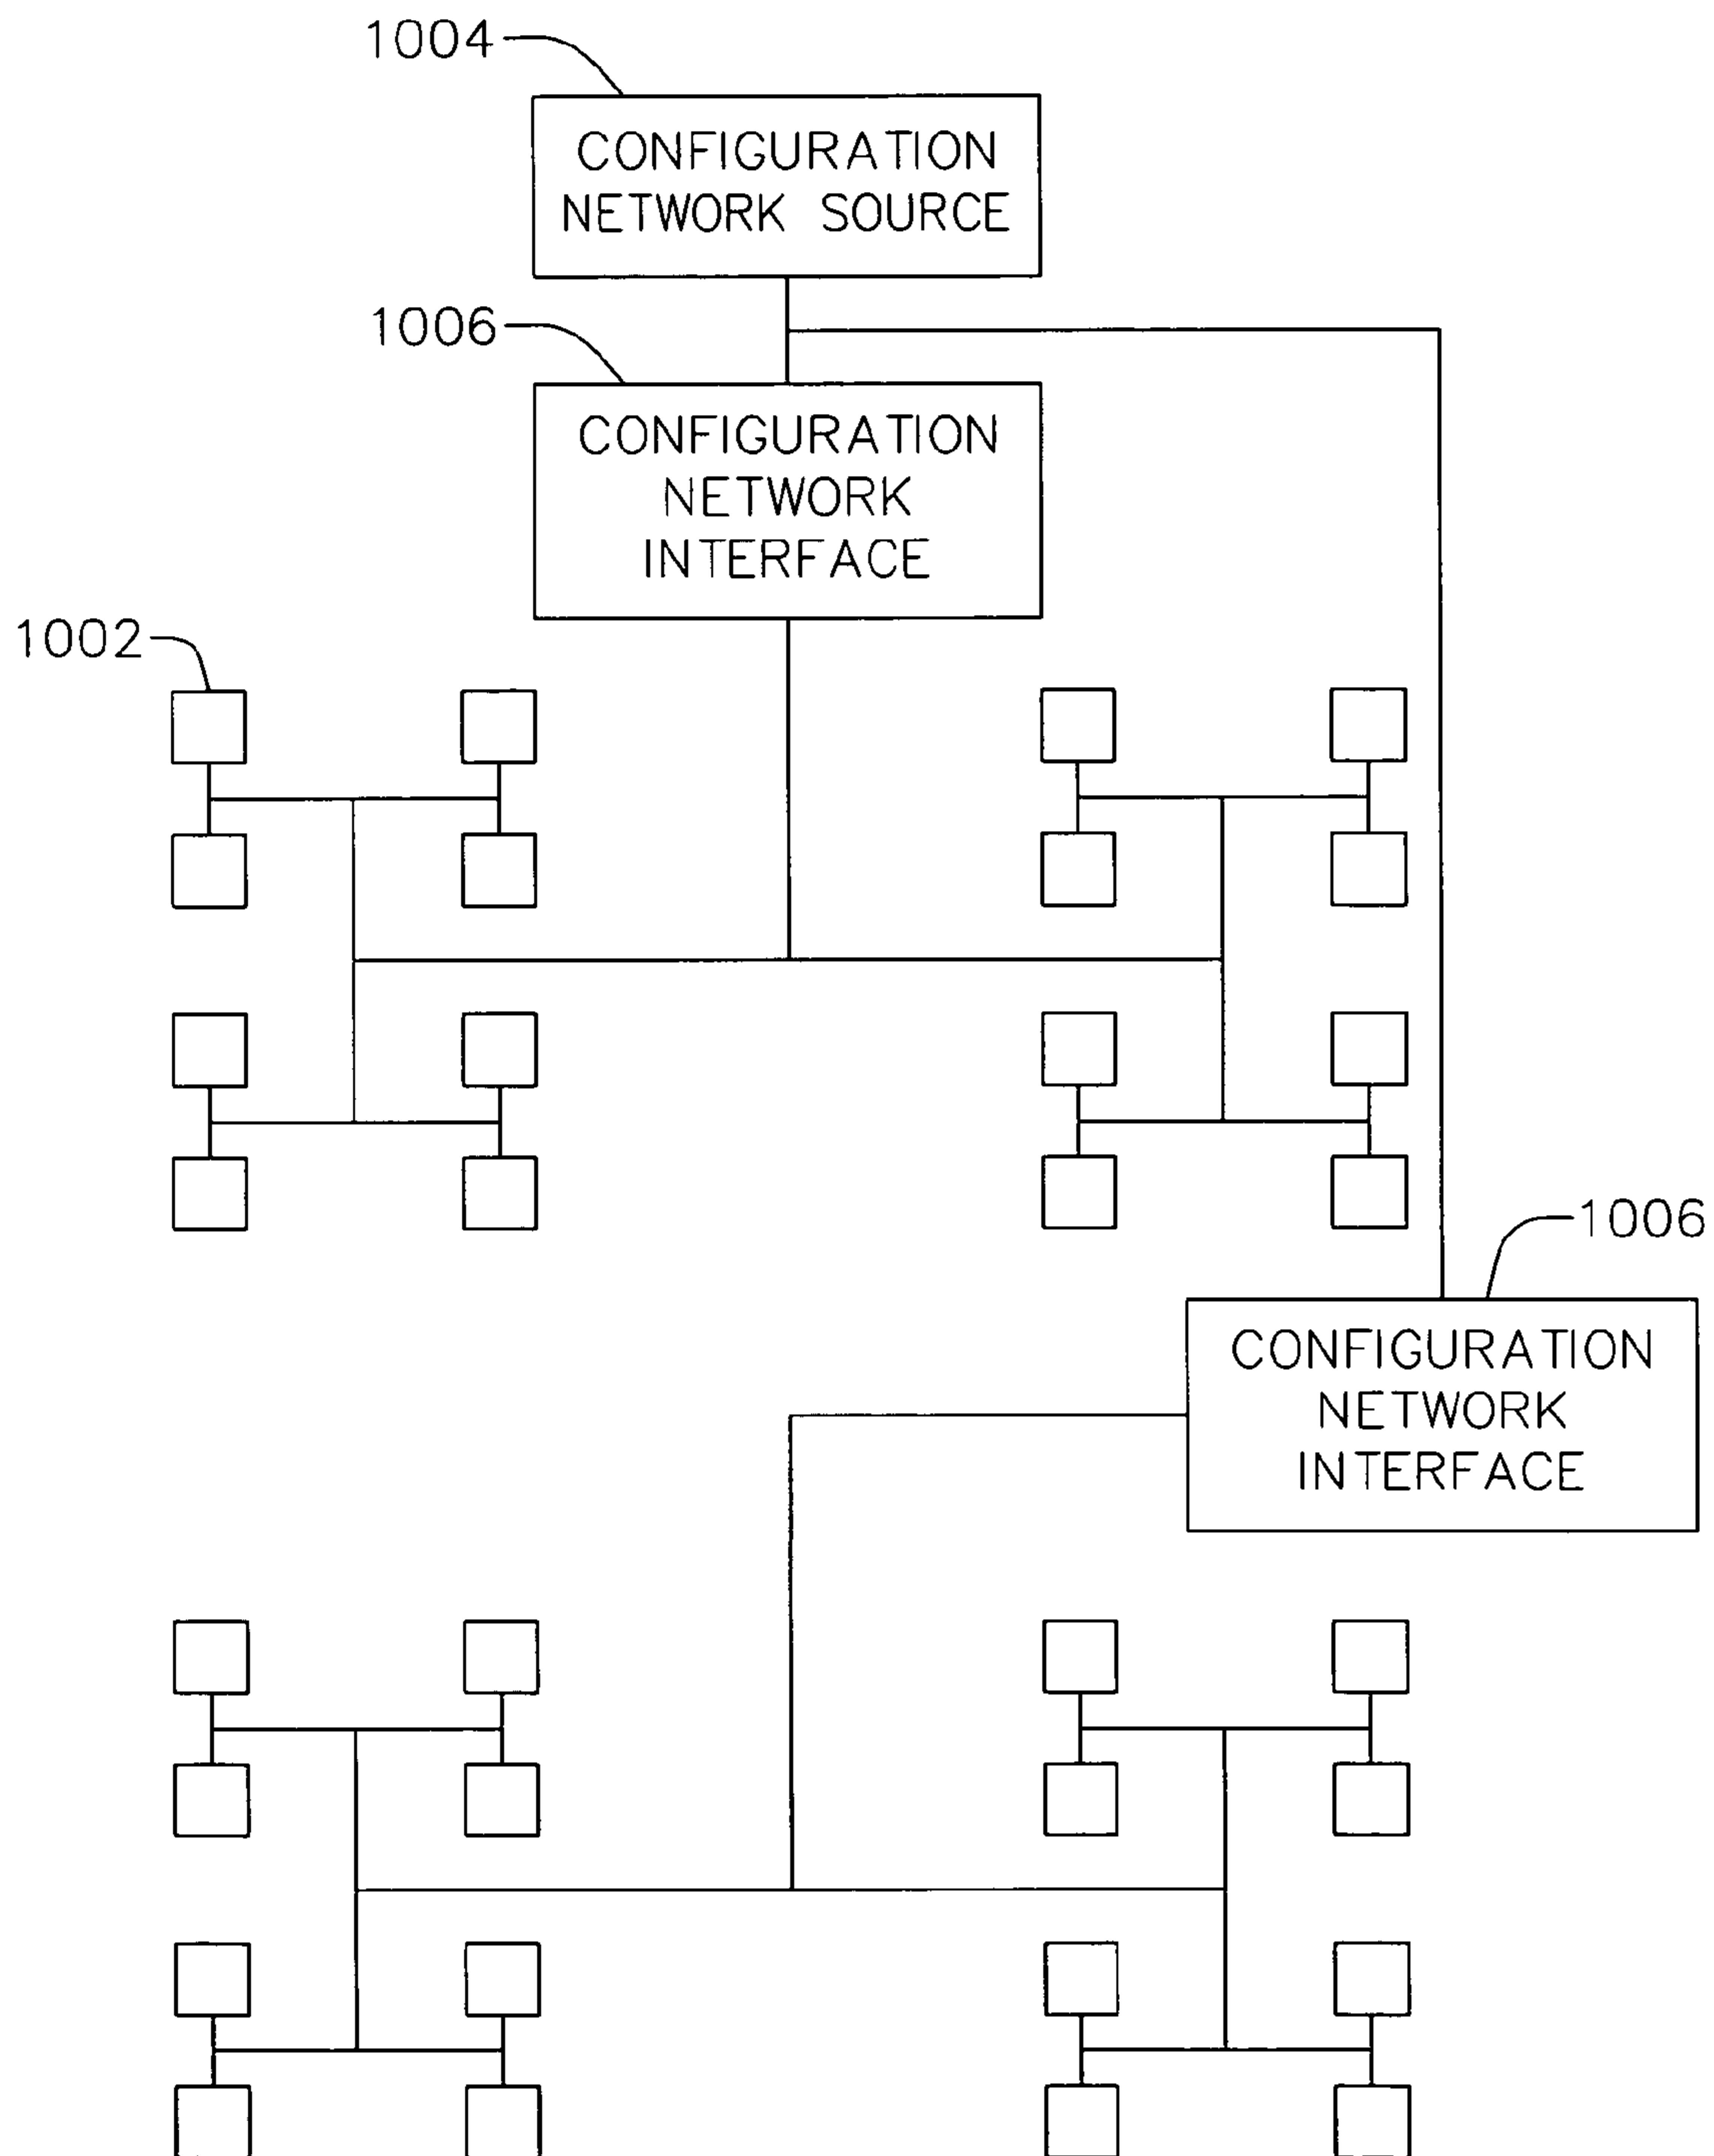 1004
CONFIGURATION
NETWORK SOURCE
1006
CONFIGURATION
NETWORK
INTERFACE
1002
1006
CONFIGURATION
NETWORK
INTERFACE